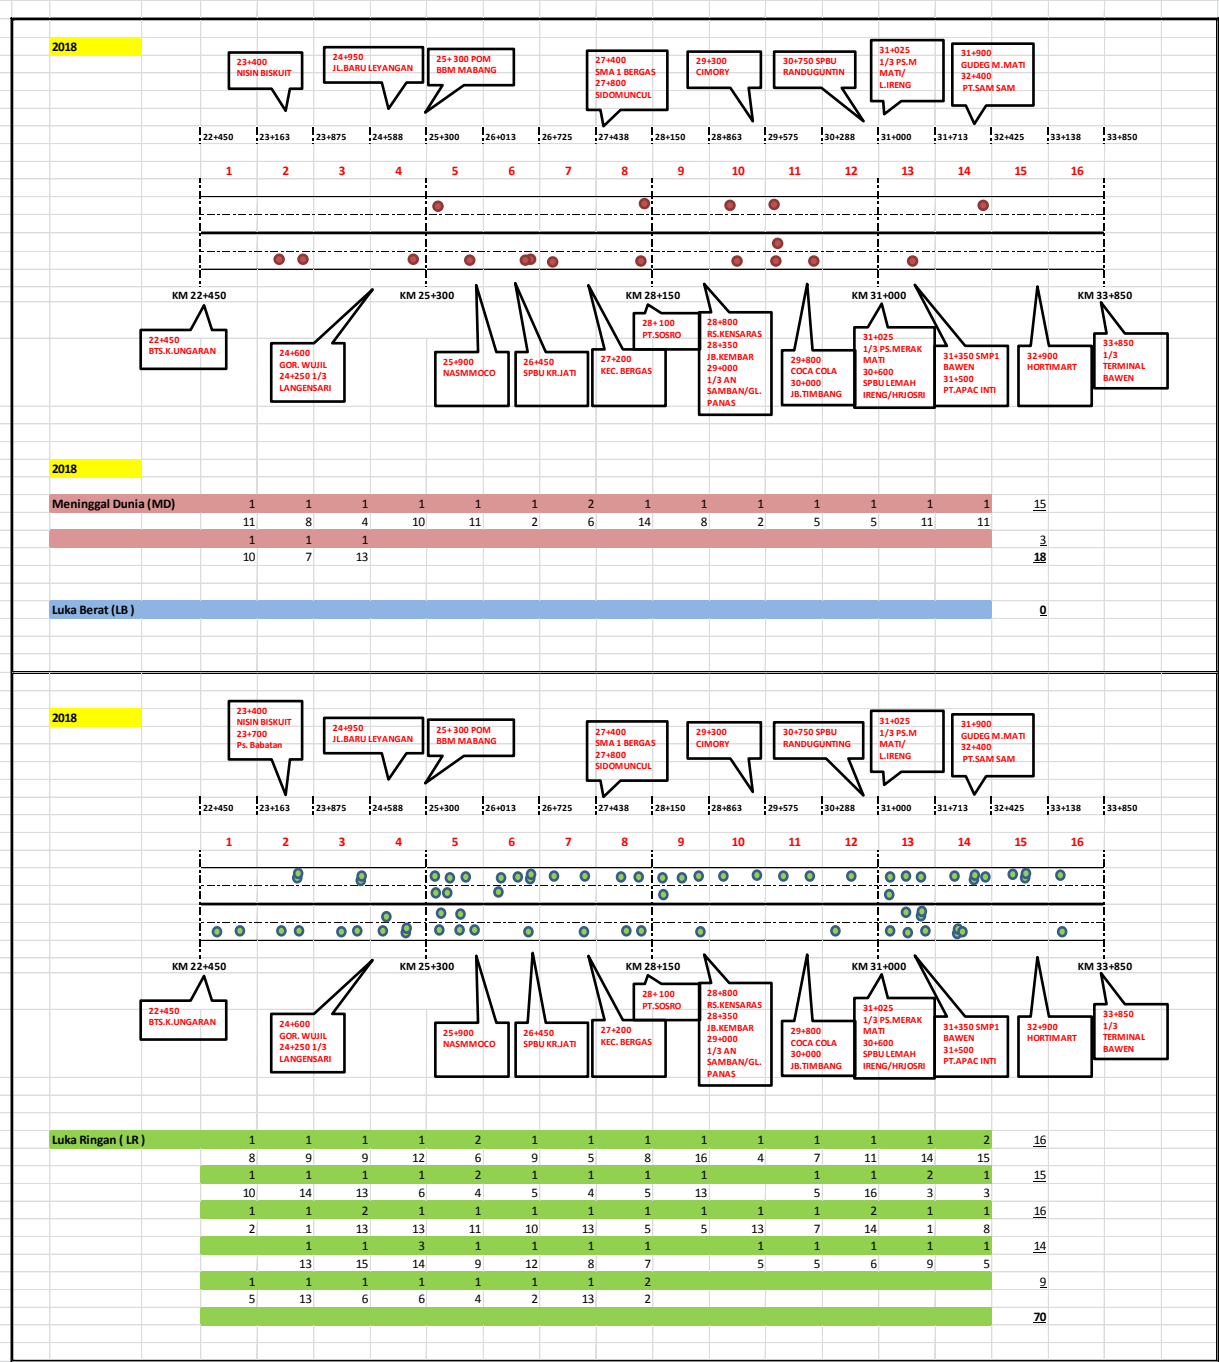 2018
23+400
NISIN BISKUIT
24+950
JL.BARU LEYANGAN
25+300 POM
BBM MABANG
27+400
SMA 1 BERGAS
27+800
SIDOMUNCUL
29+300
CIMORY
30+750 SPBU
RANDUGUNTIN
31+025
1/3 PS.M
MATI/
L.IRENG
31+900
GUDEG M.MATI
32+400
PT.SAM SAM
22+450 23+163 23+875 24+588 25+300 26+013 26+725 27+438 28+150 28+863 29+575 30+288 31+000 31+713 32+425 33+138 33+850
1 2 3 4 5 6 7 8 9 10 11 12 13 14 15 16
KM 22+450 KM 25+300 KM 28+150 KM 31+000 KM 33+850
22+450
BTS.K.UNGARAN
24+600
GOR. WUJIL
24+250 1/3
LANGENSARI
25+900
NASMMOCO
26+450
SPBU KR.JATI
27+200
KEC. BERGAS
28+100
PT.SOSRO
28+800
RS.KENSARAS
28+350
JB.KEMBAR
29+000
1/3 AN
SAMBAN/GL.
PANAS
29+800
COCA COLA
30+000
JB.TIMBANG
31+025
1/3 PS.MERAK
MATI
30+600
SPBU LEMAH
IRENG/HRJOSRI
31+350 SMP1
BAWEN
31+500
PT.APAC INTI
32+900
HORTIMART
33+850
1/3
TERMINAL
BAWEN
2018
Meninggal Dunia (MD) 1 1 1 1 1 1 2 1 1 1 1 1 1 1 15
11 8 4 10 11 2 6 14 8 2 5 5 11 11
1 1 1 3
10 7 13 18
Luka Berat (LB ) 0
2018
23+400
NISIN BISKUIT
23+700
Ps. Babatan
24+950
JL.BARU LEYANGAN
25+300 POM
BBM MABANG
27+400
SMA 1 BERGAS
27+800
SIDOMUNCUL
29+300
CIMORY
30+750 SPBU
RANDUGUNTING
31+025
1/3 PS.M
MATI/
L.IRENG
31+900
GUDEG M.MATI
32+400
PT.SAM SAM
22+450 23+163 23+875 24+588 25+300 26+013 26+725 27+438 28+150 28+863 29+575 30+288 31+000 31+713 32+425 33+138 33+850
1 2 3 4 5 6 7 8 9 10 11 12 13 14 15 16
KM 22+450 KM 25+300 KM 28+150 KM 31+000 KM 33+850
22+450
BTS.K.UNGARAN
24+600
GOR. WUJIL
24+250 1/3
LANGENSARI
25+900
NASMMOCO
26+450
SPBU KR.JATI
27+200
KEC. BERGAS
28+100
PT.SOSRO
28+800
RS.KENSARAS
28+350
JB.KEMBAR
29+000
1/3 AN
SAMBAN/GL.
PANAS
29+800
COCA COLA
30+000
JB.TIMBANG
31+025
1/3 PS.MERAK
MATI
30+600
SPBU LEMAH
IRENG/HRJOSRI
31+350 SMP1
BAWEN
31+500
PT.APAC INTI
32+900
HORTIMART
33+850
1/3
TERMINAL
BAWEN
Luka Ringan ( LR ) 1 1 1 1 2 1 1 1 1 1 1 1 1 2 16
8 9 9 12 6 9 5 8 16 4 7 11 14 15
1 1 1 1 2 1 1 1 1 1 1 2 1 15
10 14 13 6 4 5 4 5 13 5 16 3 3
1 1 2 1 1 1 1 1 1 1 1 2 1 1 16
2 1 13 13 11 10 13 5 5 13 7 14 1 8
1 1 3 1 1 1 1 1 1 1 1 1 14
13 15 14 9 12 8 7 5 5 6 9 5
1 1 1 1 1 1 1 2 9
5 13 6 6 4 2 13 2
70